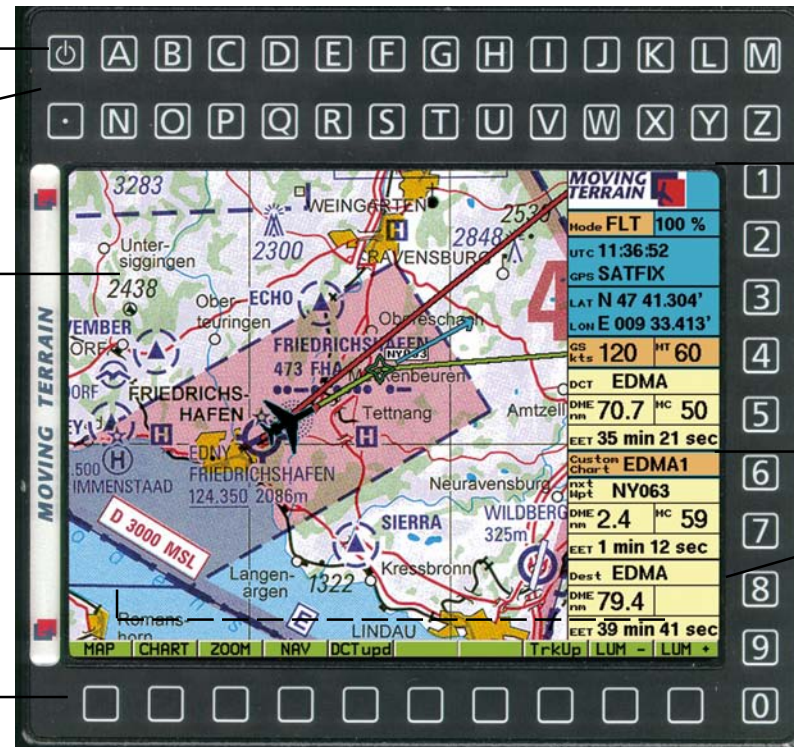 A B C D E F G H I J K L M
· N O P Q R S T U V W X Y Z
1
2
3
4
5
6
7
8
9
0
MOVING TERRAIN
3283
WEINGARTEN
2300
2848
RAVENSBURG
Unter-
siggingen
2438
Ober-
teuringen
ECHO
Obereschach
4
FRIEDRICHSHAFEN
473 FHA
NY063
FRIEDRICHS-
HAFEN
Tettnang
Amtzell
EDNY
FRIEDRICHSHAFEN
124.350 2086m
H
.500
IMMENSTAAD
Neuravensburg
D 3000 MSL
SIERRA
WILDBERG
325m
Langen-
argen
1322
Kressbronn
E
Romans-
horn
LINDAU
MOVING
TERRAIN
Mode FLT 100 %
UTC 11:36:52
GPS SATFIX
LAT N 47 41.304'
LON E 009 33.413'
GS kts 120 HT 60
DCT EDMA
DME nm 70.7 HC 50
EET 35 min 21 sec
Custom Chart EDMA1
nxt Wpt NY063
DME nm 2.4 HC 59
EET 1 min 12 sec
Dest EDMA
DME nm 79.4
EET 39 min 41 sec
MAP CHART ZOOM NAV DCTupd TrkUp LUM - LUM +